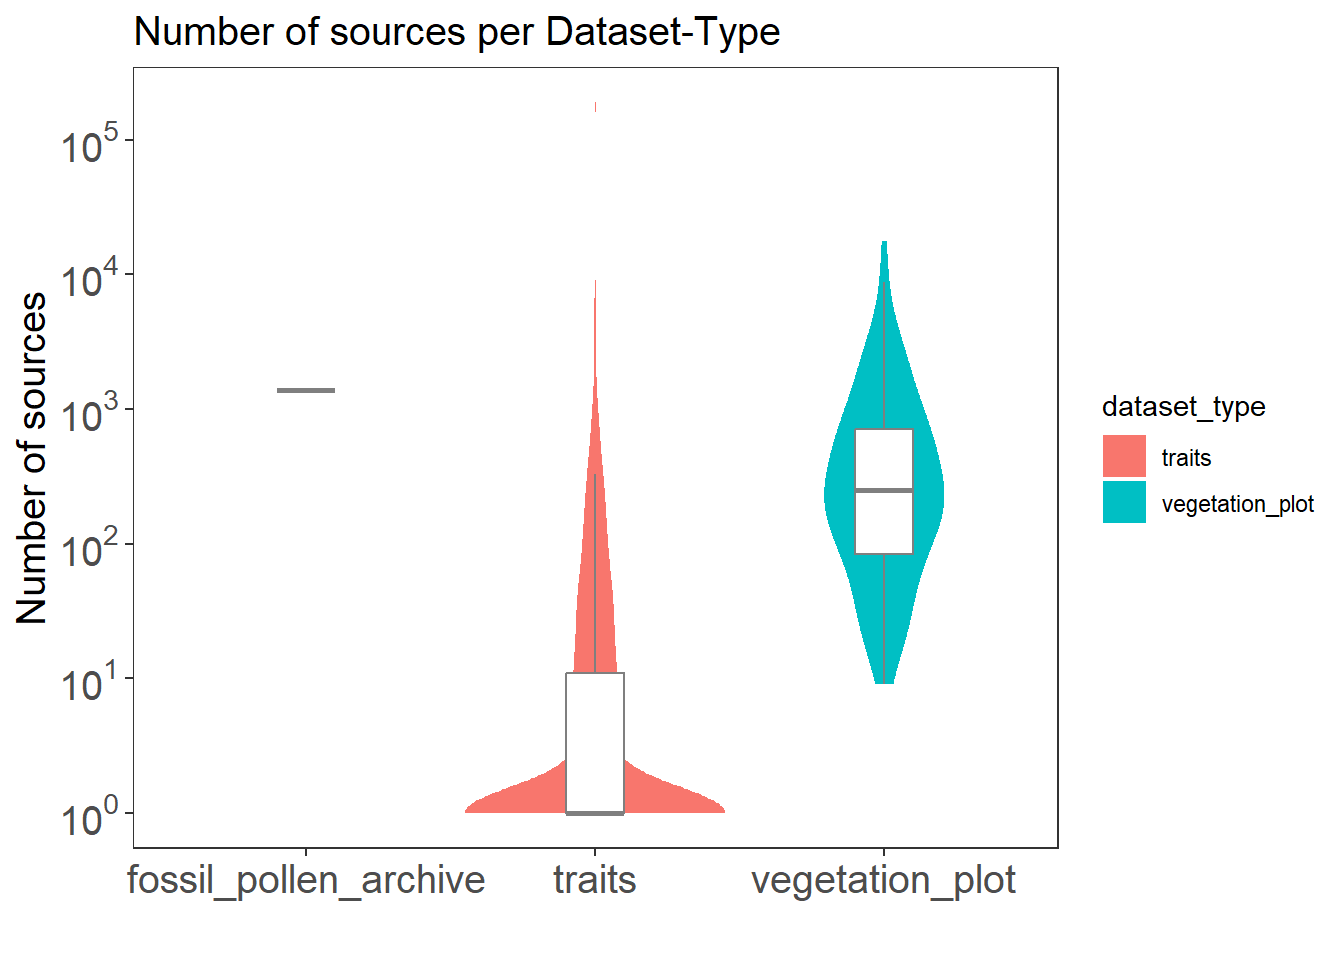 Number of sources per Dataset-Type
Number of sources
10^5
10^4
10^3
10^2
10^1
10^0
fossil_pollen_archive
traits
vegetation_plot
dataset_type
traits
vegetation_plot